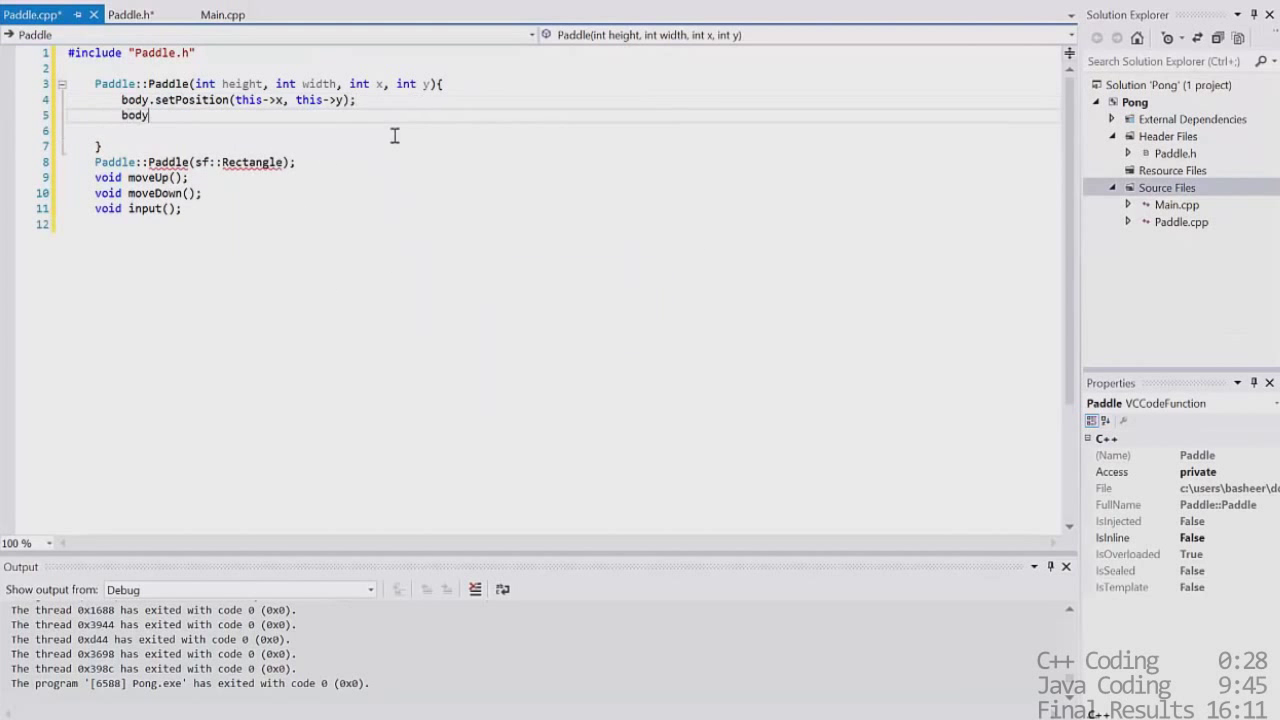 Paddle.cpp* Paddle.h* Main.cpp
Paddle Paddle(int height, int width, int x, int y)
1 #include "Paddle.h"
2
3 Paddle::Paddle(int height, int width, int x, int y){
4 body.setPosition(this->x, this->y);
5 body
6
7 }
8 Paddle::Paddle(sf::Rectangle);
9 void moveUp();
10 void moveDown();
11 void input();
12
100 %
Output
Show output from: Debug
The thread 0x1688 has exited with code 0 (0x0).
The thread 0x3944 has exited with code 0 (0x0).
The thread 0xd44 has exited with code 0 (0x0).
The thread 0x3698 has exited with code 0 (0x0).
The thread 0x398c has exited with code 0 (0x0).
The program '[6588] Pong.exe' has exited with code 0 (0x0).
Solution Explorer
Search Solution Explorer (Ctrl+;)
Solution 'Pong' (1 project)
Pong
External Dependencies
Header Files
Paddle.h
Resource Files
Source Files
Main.cpp
Paddle.cpp
Properties
Paddle VCCodeFunction
C++
(Name) Paddle
Access private
File c:\users\basheer\do
FullName Paddle::Paddle
IsInjected False
IsInline False
IsOverloaded True
IsSealed False
IsTemplate False
C++ Coding 0:28
Java Coding 9:45
Final Results 16:11
C++